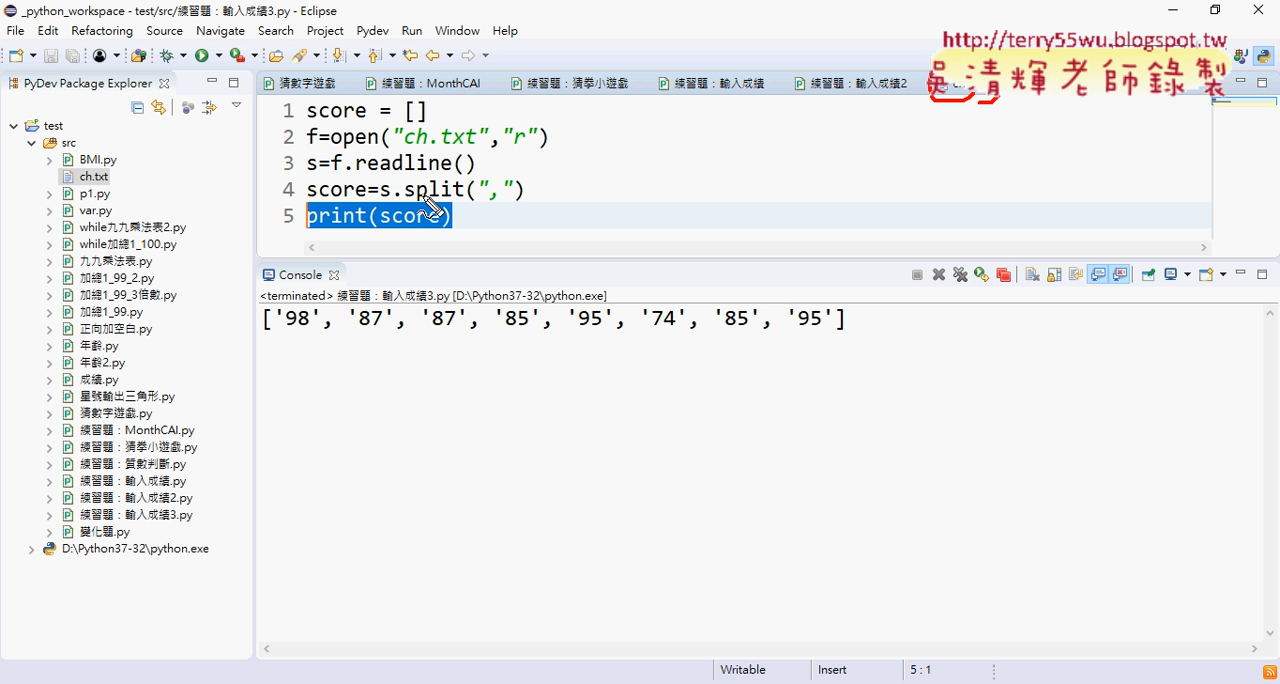 _python_workspace - test/src/練習題：輸入成績3.py - Eclipse
File Edit Refactoring Source Navigate Search Project Pydev Run Window Help
http://terry55wu.blogspot.tw
吳清輝老師錄製
PyDev Package Explorer
猜數字遊戲 練習題：MonthCAI 練習題：猜拳小遊戲 練習題：輸入成績 練習題：輸入成績2
test
src
BMI.py
ch.txt
p1.py
var.py
while九九乘法表2.py
while加總1_100.py
九九乘法表.py
加總1_99_2.py
加總1_99_3倍數.py
加總1_99.py
正向加空白.py
年齡.py
年齡2.py
成績.py
星號輸出三角形.py
猜數字遊戲.py
練習題：MonthCAI.py
練習題：猜拳小遊戲.py
練習題：質數判斷.py
練習題：輸入成績.py
練習題：輸入成績2.py
練習題：輸入成績3.py
變化題.py
D:\Python37-32\python.exe
1 score = []
2 f=open("ch.txt","r")
3 s=f.readline()
4 score=s.split(",")
5 print(score)
Console
<terminated> 練習題：輸入成績3.py [D:\Python37-32\python.exe]
['98', '87', '87', '85', '95', '74', '85', '95']
Writable Insert 5 : 1